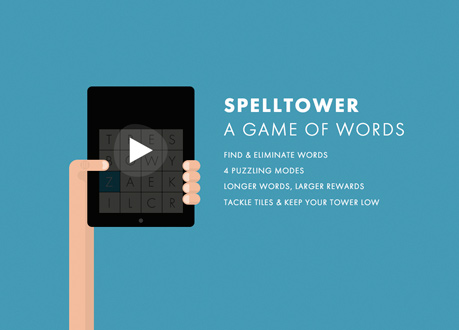 SPELLTOWER
A GAME OF WORDS
FIND & ELIMINATE WORDS
4 PUZZLING MODES
LONGER WORDS, LARGER REWARDS
TACKLE TILES & KEEP YOUR TOWER LOW
T E S
W Y
Z A E K
I L C R